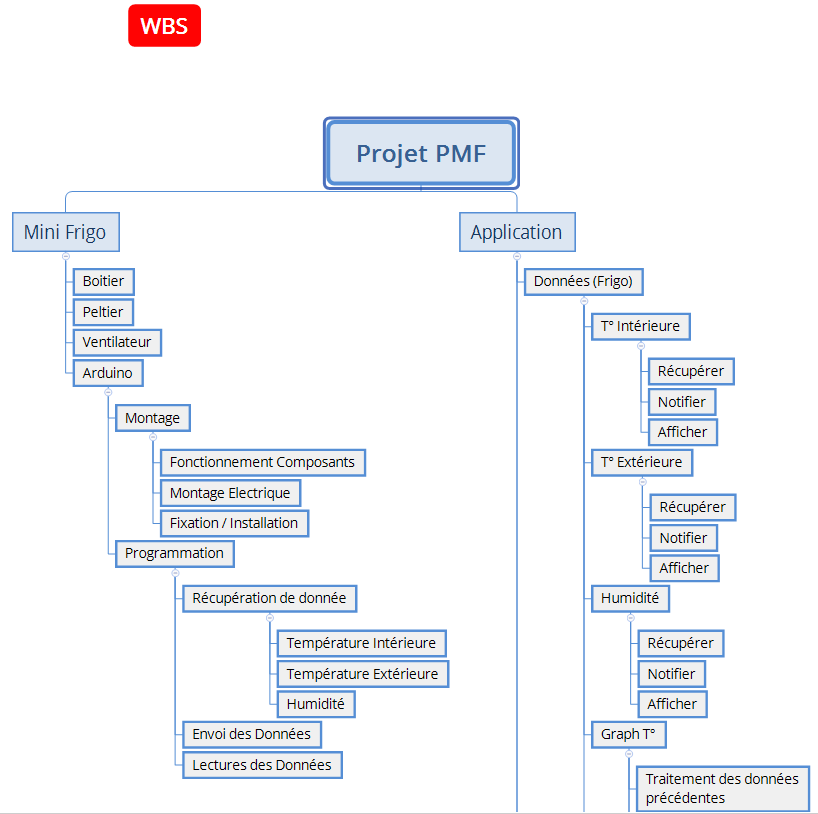 WBS
Projet PMF
Mini Frigo
Boitier
Peltier
Ventilateur
Arduino
Montage
Fonctionnement Composants
Montage Electrique
Fixation / Installation
Programmation
Récupération de donnée
Température Intérieure
Température Extérieure
Humidité
Envoi des Données
Lectures des Données
Application
Données (Frigo)
T° Intérieure
Récupérer
Notifier
Afficher
T° Extérieure
Récupérer
Notifier
Afficher
Humidité
Récupérer
Notifier
Afficher
Graph T°
Traitement des données
précédentes